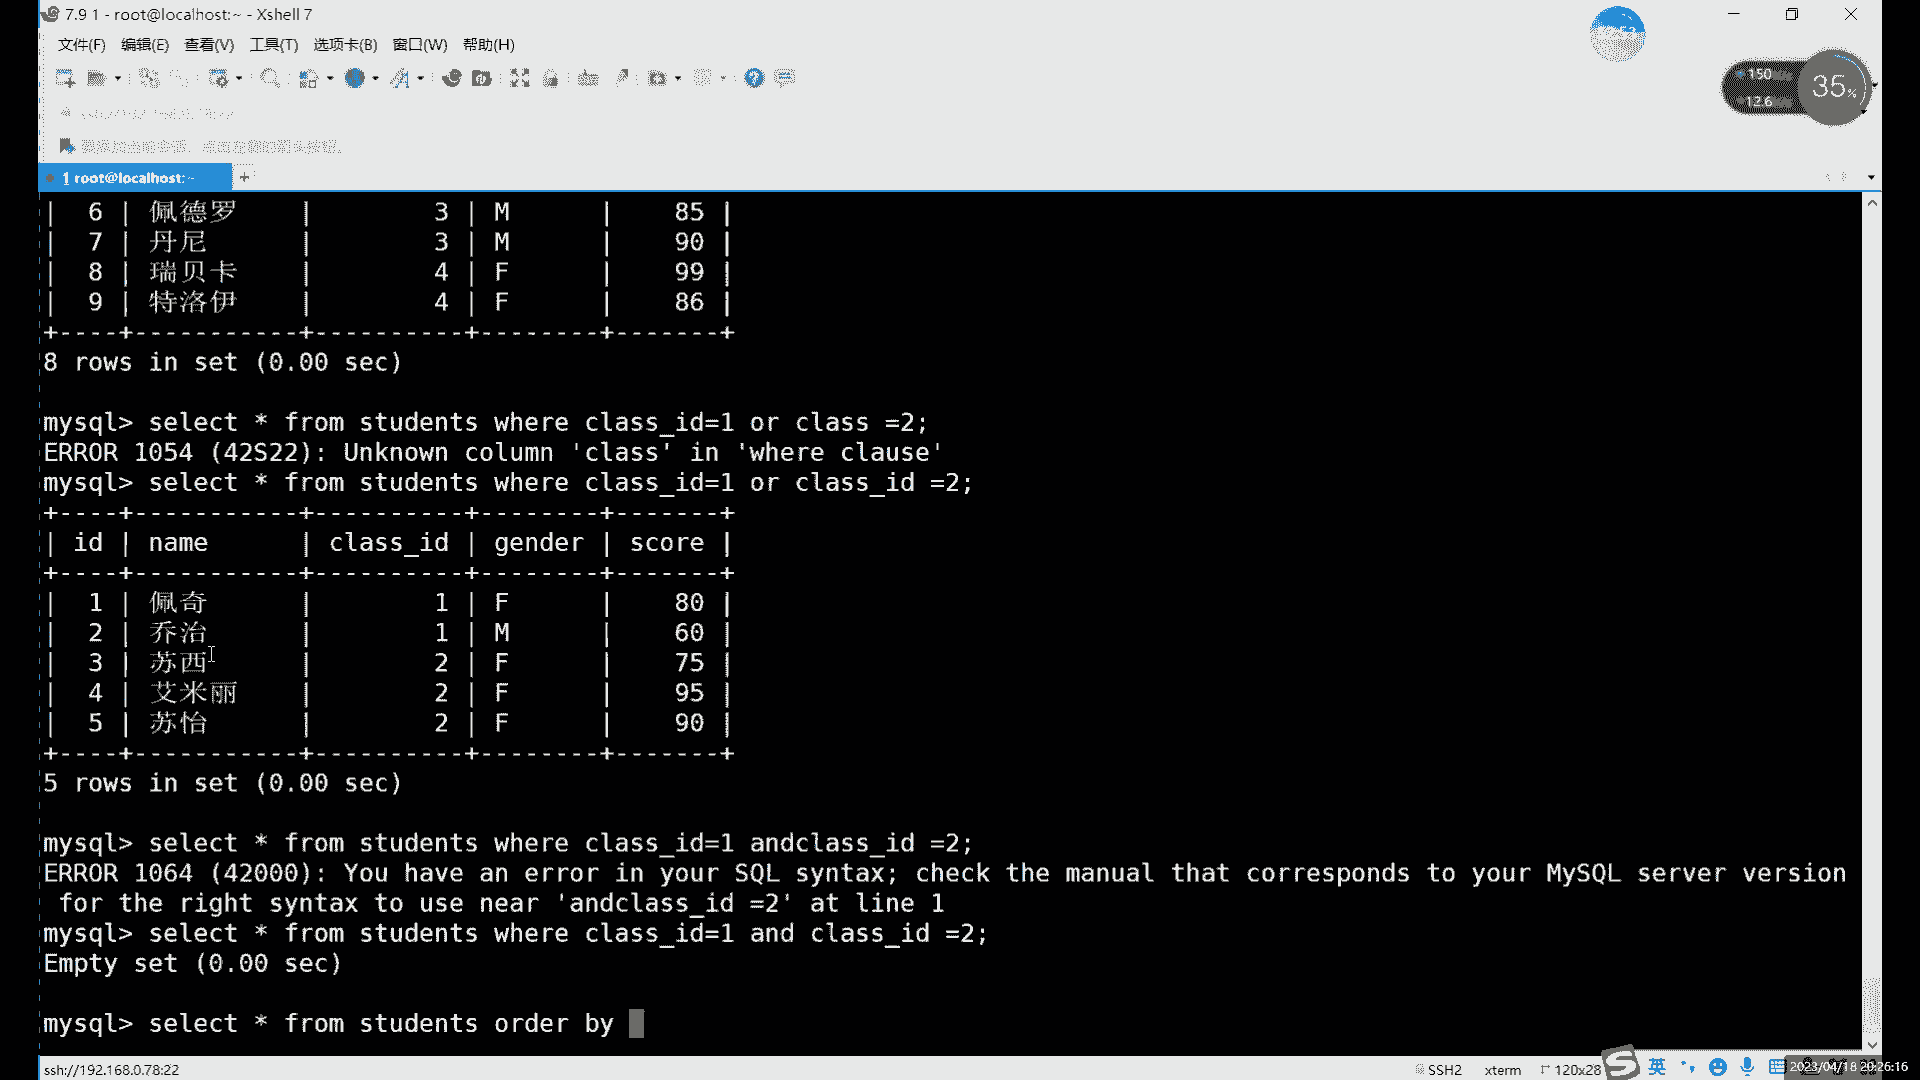 7.9 1 - root@localhost:~ - Xshell 7
文件(F) 编辑(E) 查看(V) 工具(T) 选项卡(B) 窗口(W) 帮助(H)
150
12.6
35%
1 root@localhost:~
| 6 | 佩德罗 | 3 | M | 85 |
| 7 | 丹尼 | 3 | M | 90 |
| 8 | 瑞贝卡 | 4 | F | 99 |
| 9 | 特洛伊 | 4 | F | 86 |
+----+-----------+----------+--------+-------+
8 rows in set (0.00 sec)
mysql> select * from students where class_id=1 or class =2;
ERROR 1054 (42S22): Unknown column 'class' in 'where clause'
mysql> select * from students where class_id=1 or class_id =2;
+----+-----------+----------+--------+-------+
| id | name | class_id | gender | score |
+----+-----------+----------+--------+-------+
| 1 | 佩奇 | 1 | F | 80 |
| 2 | 乔治 | 1 | M | 60 |
| 3 | 苏西 | 2 | F | 75 |
| 4 | 艾米丽 | 2 | F | 95 |
| 5 | 苏怡 | 2 | F | 90 |
+----+-----------+----------+--------+-------+
5 rows in set (0.00 sec)
mysql> select * from students where class_id=1 andclass_id =2;
ERROR 1064 (42000): You have an error in your SQL syntax; check the manual that corresponds to your MySQL server version
for the right syntax to use near 'andclass_id =2' at line 1
mysql> select * from students where class_id=1 and class_id =2;
Empty set (0.00 sec)
mysql> select * from students order by
ssh://192.168.0.78:22
SSH2 xterm 120x28
英
2023/04/18 20:26:16